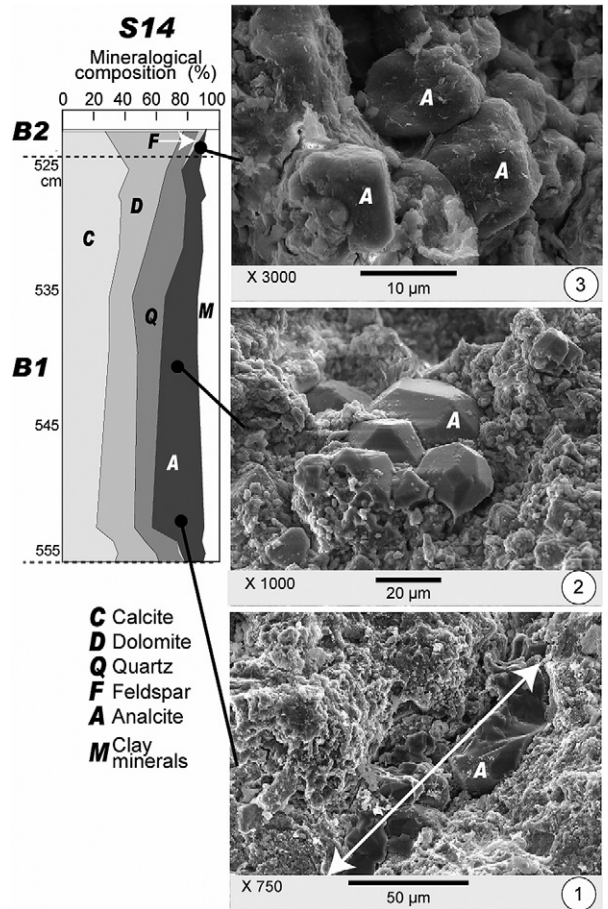 S14
Mineralogical
composition (%)
0 20 40 60 80 100
B2
F
525
cm
D
C
535
Q
M
B1
545
A
555
C Calcite
D Dolomite
Q Quartz
F Feldspar
A Analcite
M Clay
minerals
A
A
A
X 3000
10 µm
3
A
X 1000
20 µm
2
A
X 750
50 µm
1